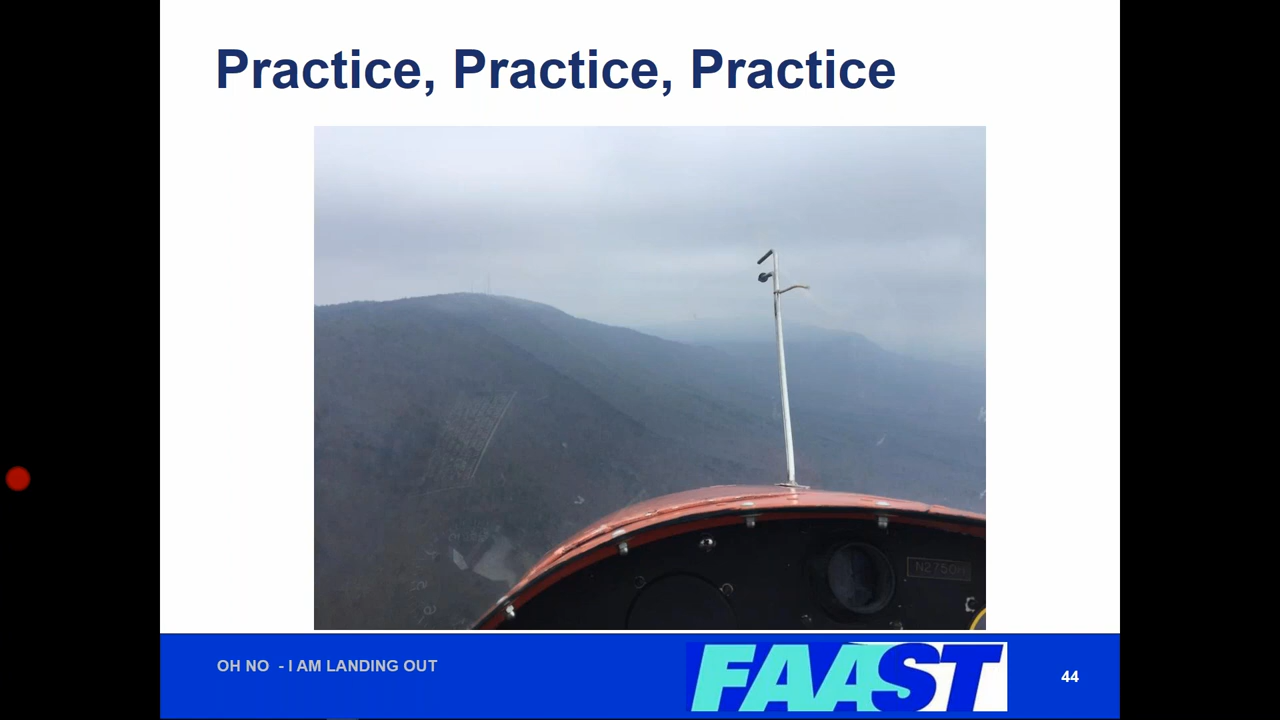 Practice, Practice, Practice
OH NO - I AM LANDING OUT
FAAST
44